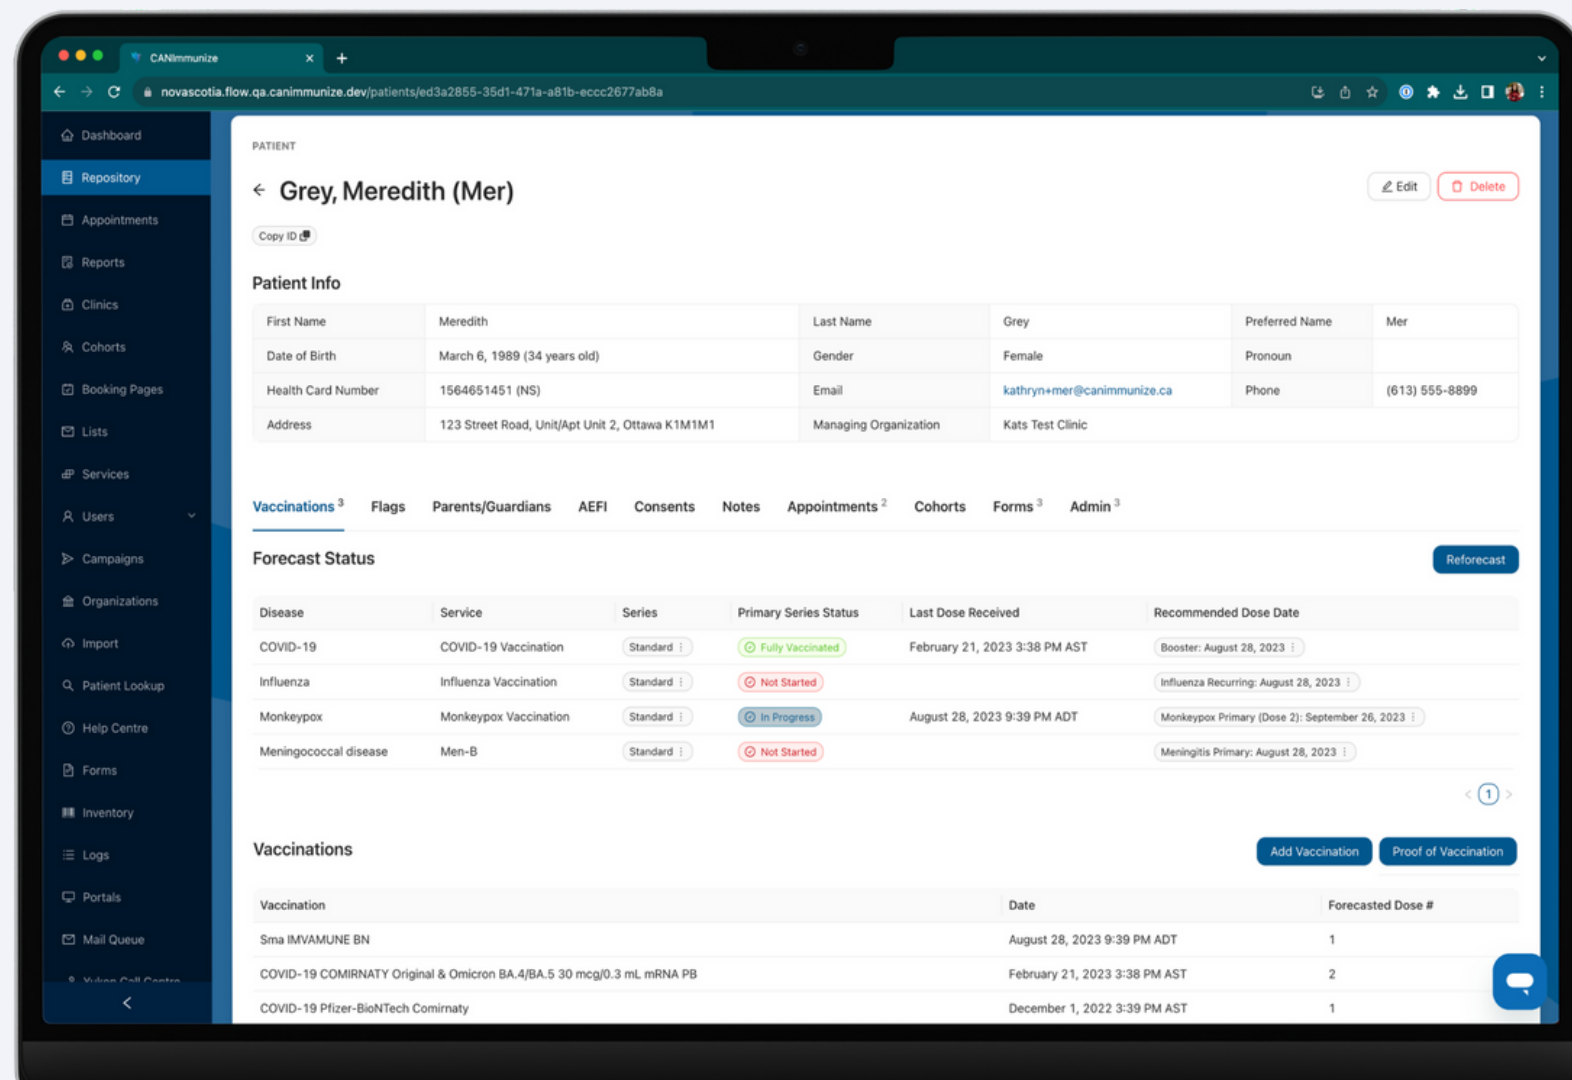 CANImmunize
novascotia.flow.qa.canimmunize.dev/patients/ed3a2855-35d1-471a-a81b-eccc2677ab8a
Dashboard
Repository
Appointments
Reports
Clinics
Cohorts
Booking Pages
Lists
Services
Users
Campaigns
Organizations
Import
Patient Lookup
Help Centre
Forms
Inventory
Logs
Portals
Mail Queue
Yukon Call Centre
PATIENT
Grey, Meredith (Mer)
Edit Delete
Copy ID
Patient Info
First Name Meredith Last Name Grey Preferred Name Mer
Date of Birth March 6, 1989 (34 years old) Gender Female Pronoun
Health Card Number 1564651451 (NS) Email kathryn+mer@canimmunize.ca Phone (613) 555-8899
Address 123 Street Road, Unit/Apt Unit 2, Ottawa K1M1M1 Managing Organization Kats Test Clinic
Vaccinations 3 Flags Parents/Guardians AEFI Consents Notes Appointments 2 Cohorts Forms 3 Admin 3
Forecast Status Reforecast
Disease Service Series Primary Series Status Last Dose Received Recommended Dose Date
COVID-19 COVID-19 Vaccination Standard Fully Vaccinated February 21, 2023 3:38 PM AST Booster: August 28, 2023
Influenza Influenza Vaccination Standard Not Started Influenza Recurring: August 28, 2023
Monkeypox Monkeypox Vaccination Standard In Progress August 28, 2023 9:39 PM ADT Monkeypox Primary (Dose 2): September 26, 2023
Meningococcal disease Men-B Standard Not Started Meningitis Primary: August 28, 2023
1
Vaccinations Add Vaccination Proof of Vaccination
Vaccination Date Forecasted Dose #
Sma IMVAMUNE BN August 28, 2023 9:39 PM ADT 1
COVID-19 COMIRNATY Original & Omicron BA.4/BA.5 30 mcg/0.3 mL mRNA PB February 21, 2023 3:38 PM AST 2
COVID-19 Pfizer-BioNTech Comirnaty December 1, 2022 3:39 PM AST 1